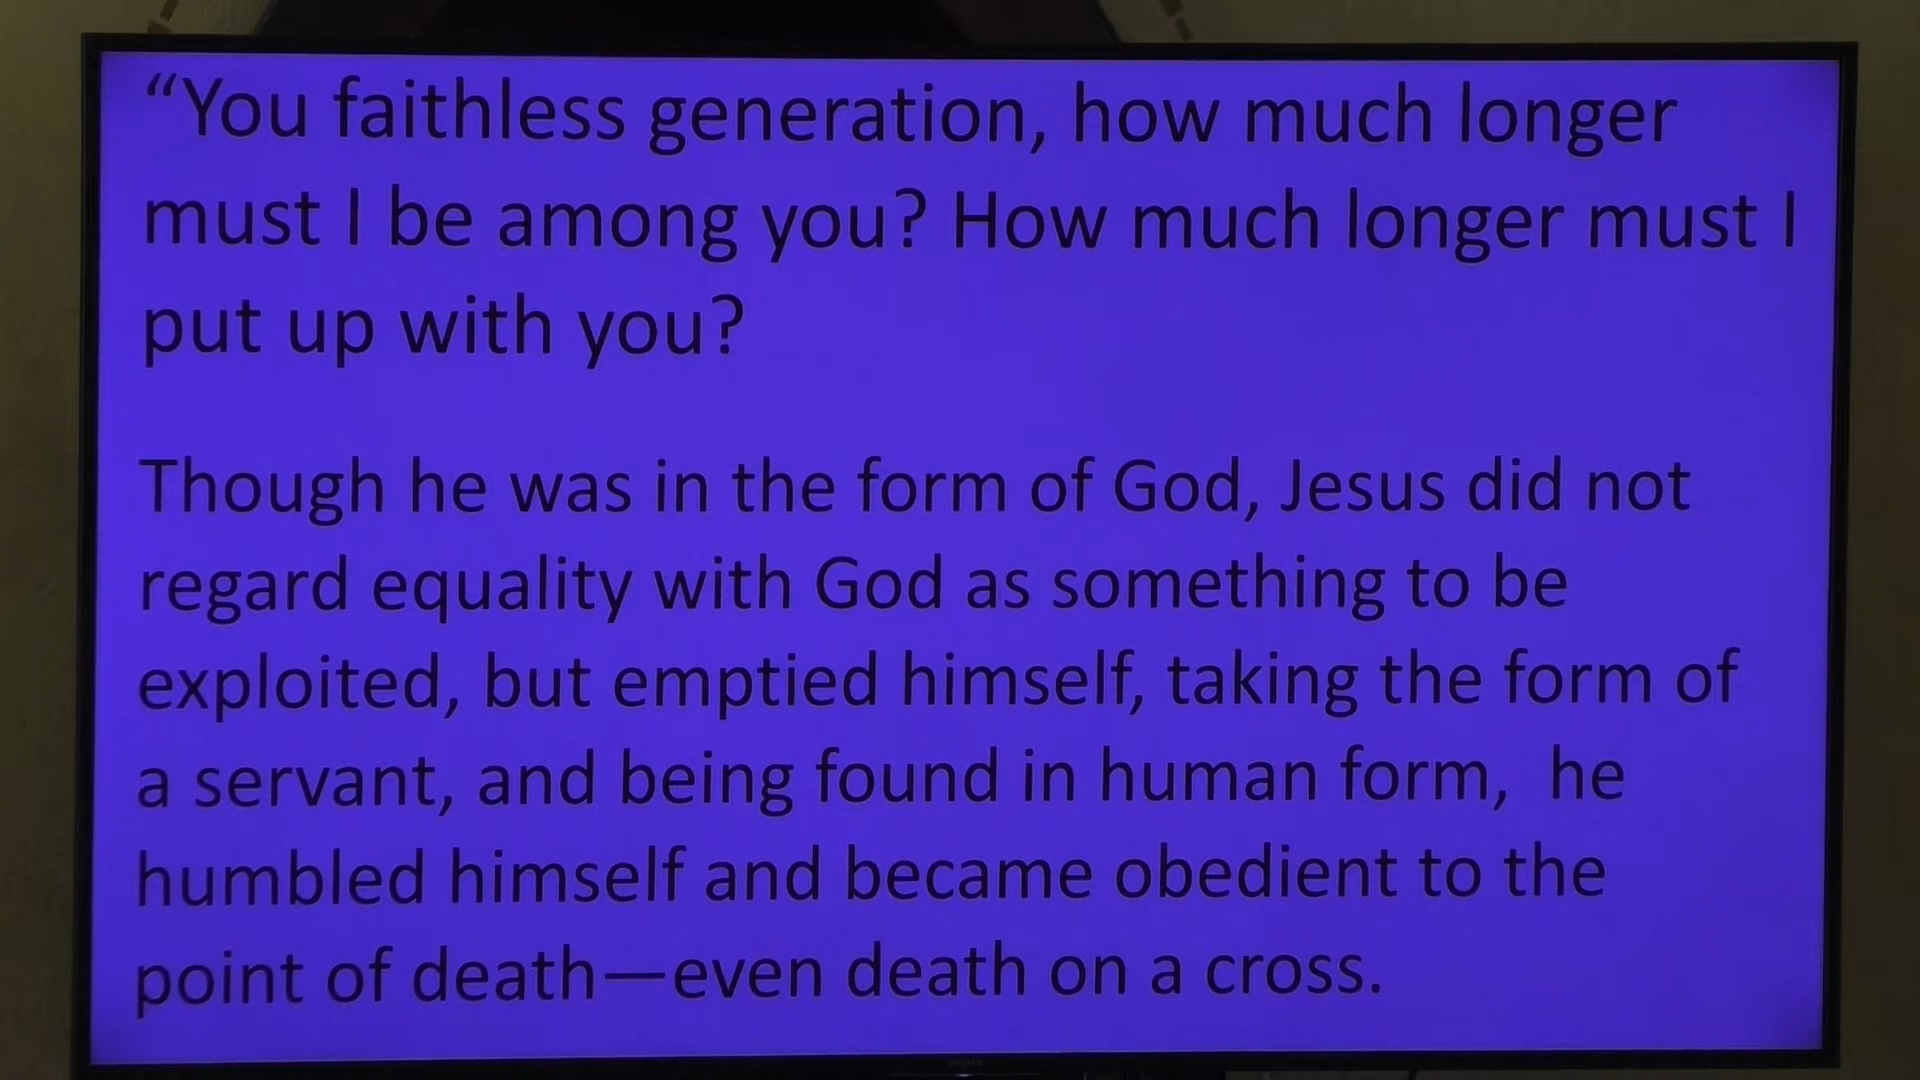 “You faithless generation, how much longer
must I be among you? How much longer must I
put up with you?
Though he was in the form of God, Jesus did not
regard equality with God as something to be
exploited, but emptied himself, taking the form of
a servant, and being found in human form,  he
humbled himself and became obedient to the
point of death—even death on a cross.